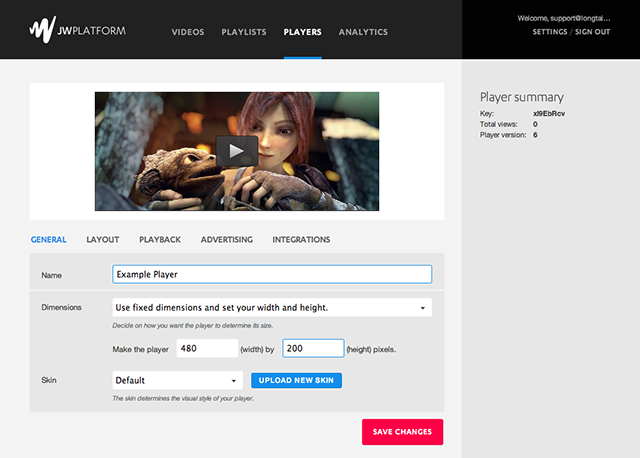 JWPLATFORM
VIDEOS PLAYLISTS PLAYERS ANALYTICS
Welcome, support@longtai...
SETTINGS / SIGN OUT
Player summary
Key: xI9EbRcv
Total views: 0
Player version: 6
GENERAL LAYOUT PLAYBACK ADVERTISING INTEGRATIONS
Name Example Player
Dimensions Use fixed dimensions and set your width and height.
Decide on how you want the player to determine its size.
Make the player 480 (width) by 200 (height) pixels.
Skin Default UPLOAD NEW SKIN
The skin determines the visual style of your player.
SAVE CHANGES